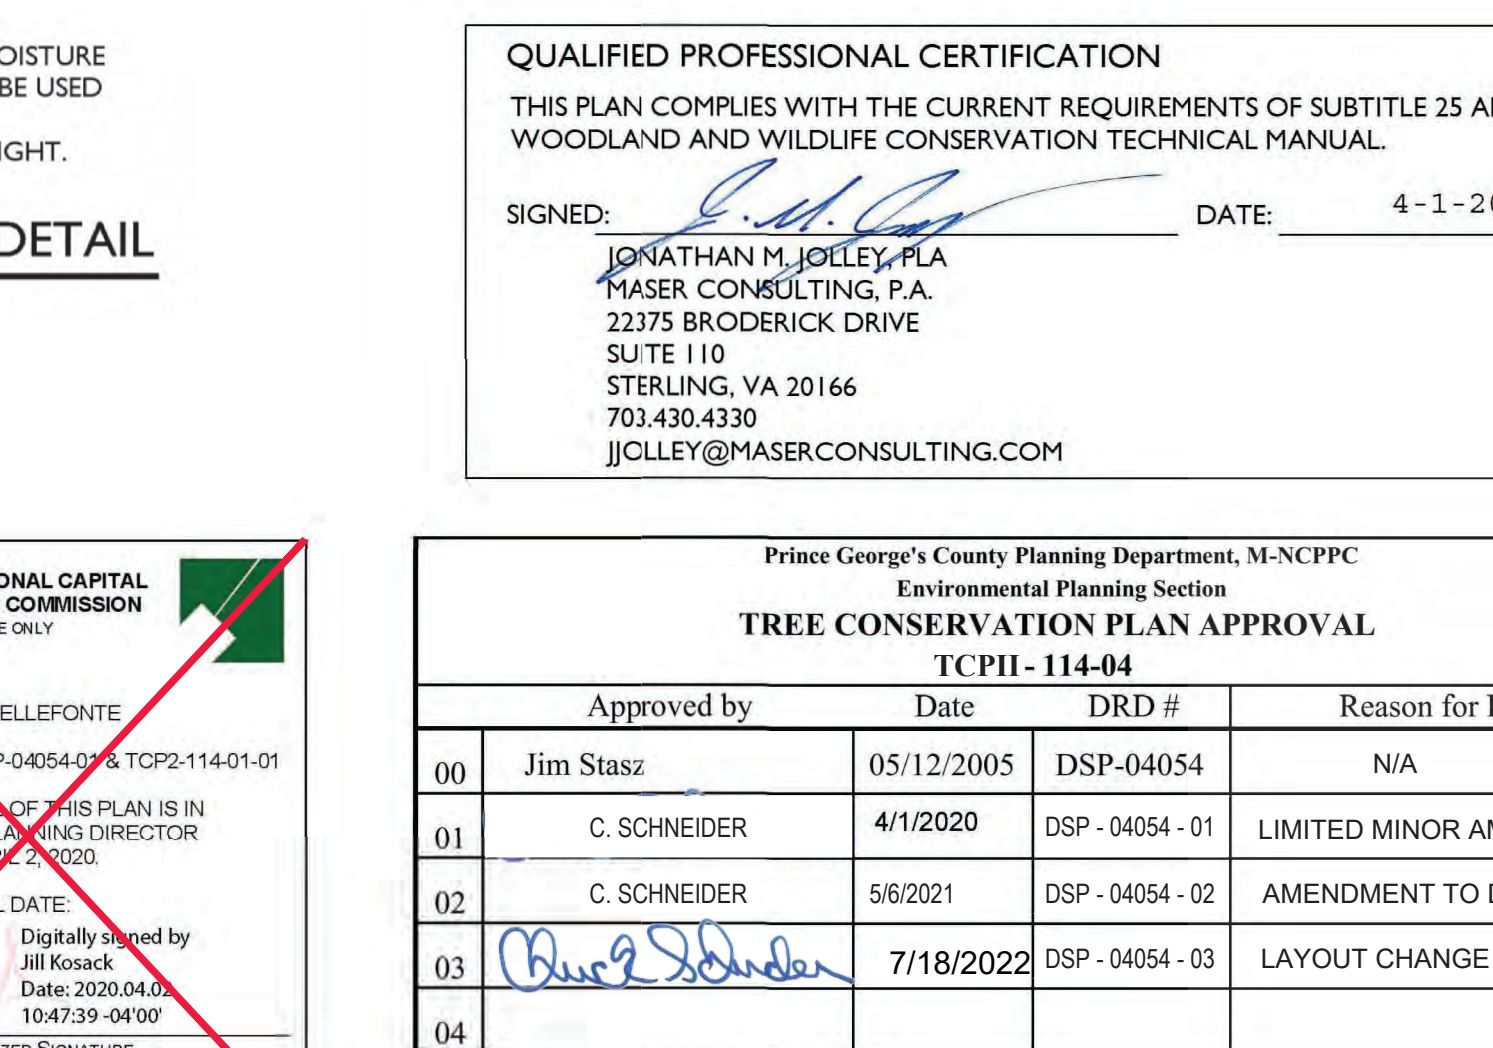 OISTURE
BE USED
IGHT.
DETAIL
QUALIFIED PROFESSIONAL CERTIFICATION
THIS PLAN COMPLIES WITH THE CURRENT REQUIREMENTS OF SUBTITLE 25 A
WOODLAND AND WILDLIFE CONSERVATION TECHNICAL MANUAL.
SIGNED: DATE: 4-1-20
JONATHAN M. JOLLEY, PLA
MASER CONSULTING, P.A.
22375 BRODERICK DRIVE
SUITE 110
STERLING, VA 20166
703.430.4330
JJOLLEY@MASERCONSULTING.COM
ONAL CAPITAL
COMMISSION
E ONLY
ELLEFONTE
P-04054-01 & TCP2-114-01-01
OF THIS PLAN IS IN
LANNING DIRECTOR
IL 2, 2020.
L DATE:
Digitally signed by
Jill Kosack
Date: 2020.04.02
10:47:39 -04'00'
ZED SIGNATURE
Prince George's County Planning Department, M-NCPPC
Environmental Planning Section
TREE CONSERVATION PLAN APPROVAL
TCPII - 114-04
Approved by Date DRD # Reason for
00 Jim Stasz 05/12/2005 DSP-04054 N/A
01 C. SCHNEIDER 4/1/2020 DSP - 04054 - 01 LIMITED MINOR A
02 C. SCHNEIDER 5/6/2021 DSP - 04054 - 02 AMENDMENT TO
03 Chuck Schneider 7/18/2022 DSP - 04054 - 03 LAYOUT CHANGE
04